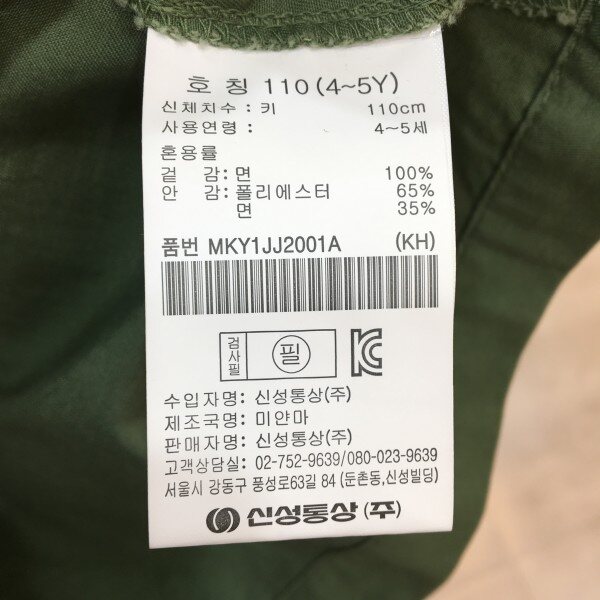 호 칭 110 (4~5Y)
신체치수 : 키 110cm
사용연령 : 4~5세
혼용률
겉 감 : 면 100%
안 감 : 폴리에스터 65%
면 35%
품번 MKY1JJ2001A (KH)
검사필 필 KC
수입자명: 신성통상(주)
제조국명: 미얀마
판매자명: 신성통상(주)
고객상담실: 02-752-9639/080-023-9639
서울시 강동구 풍성로63길 84 (둔촌동,신성빌딩)
신성통상 (주)